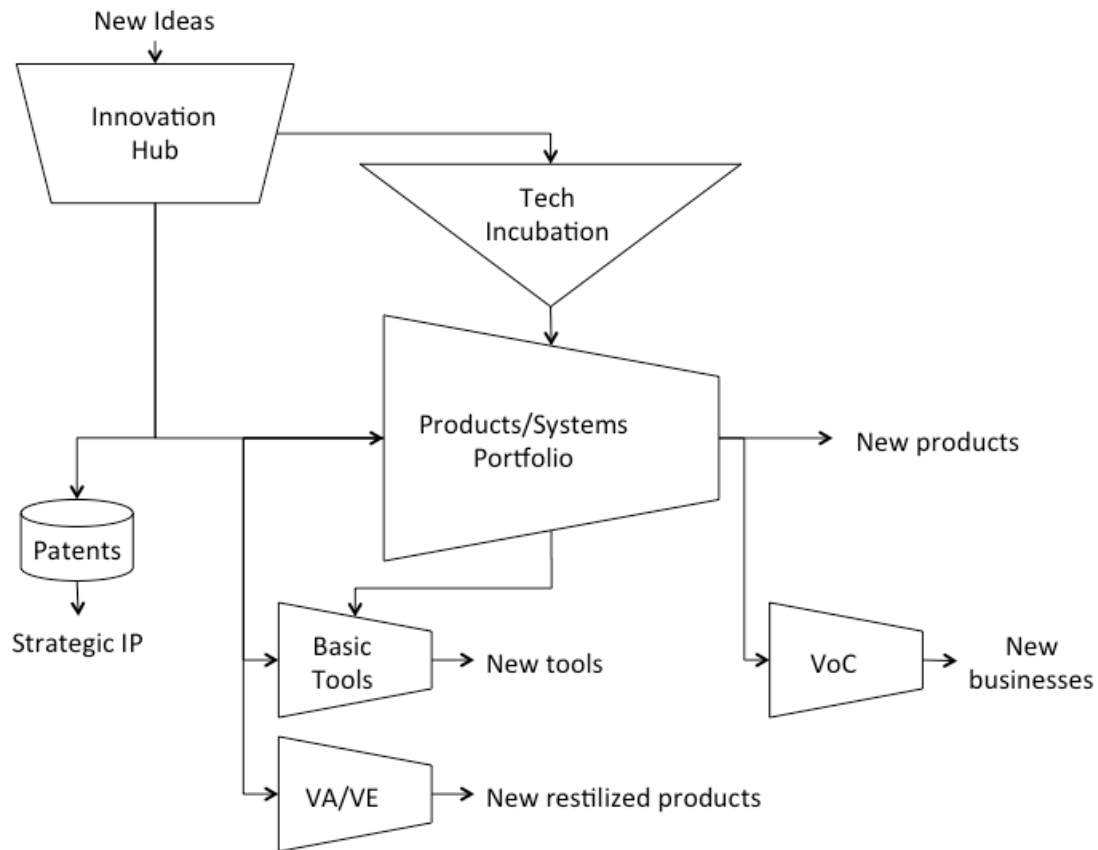 New Ideas
Innovation
Hub
Tech
Incubation
Products/Systems
Portfolio
New products
Patents
Strategic IP
Basic
Tools
New tools
VoC
New
businesses
VA/VE
New restilized products